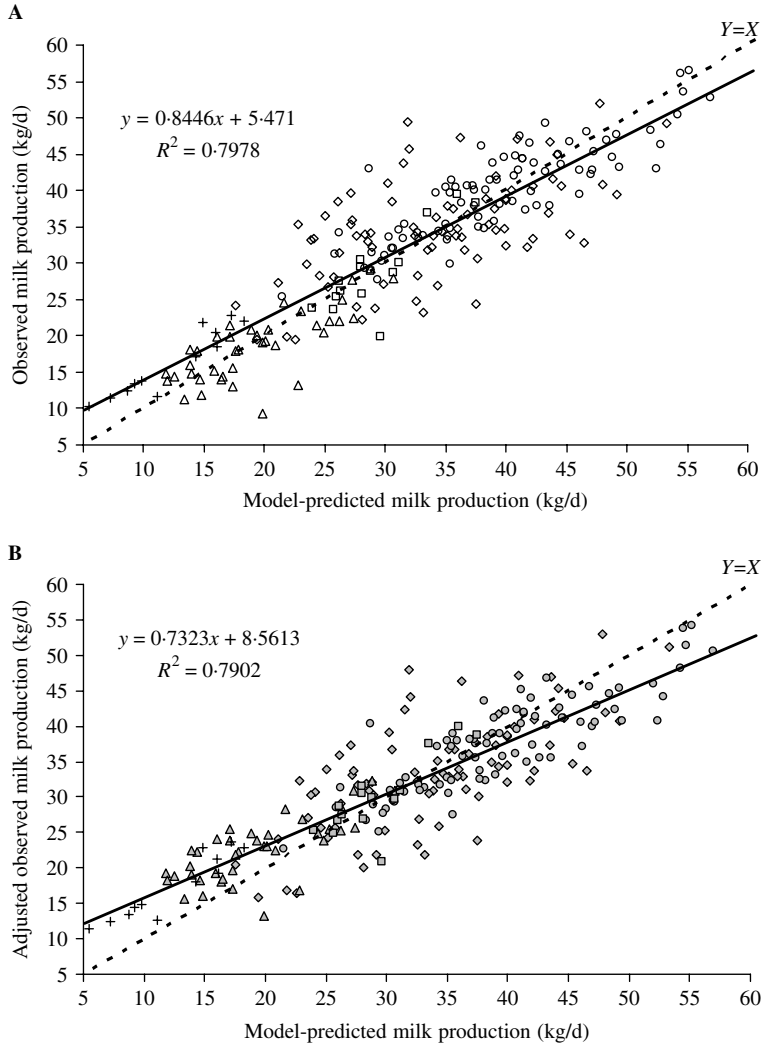 A
Y=X
60
55
50
45
40
35
30
25
20
15
10
5
Observed milk production (kg/d)
y = 0·8446x + 5·471
R² = 0·7978
5 10 15 20 25 30 35 40 45 50 55 60
Model-predicted milk production (kg/d)
B
Y=X
60
55
50
45
40
35
30
25
20
15
10
5
Adjusted observed milk production (kg/d)
y = 0·7323x + 8·5613
R² = 0·7902
5 10 15 20 25 30 35 40 45 50 55 60
Model-predicted milk production (kg/d)